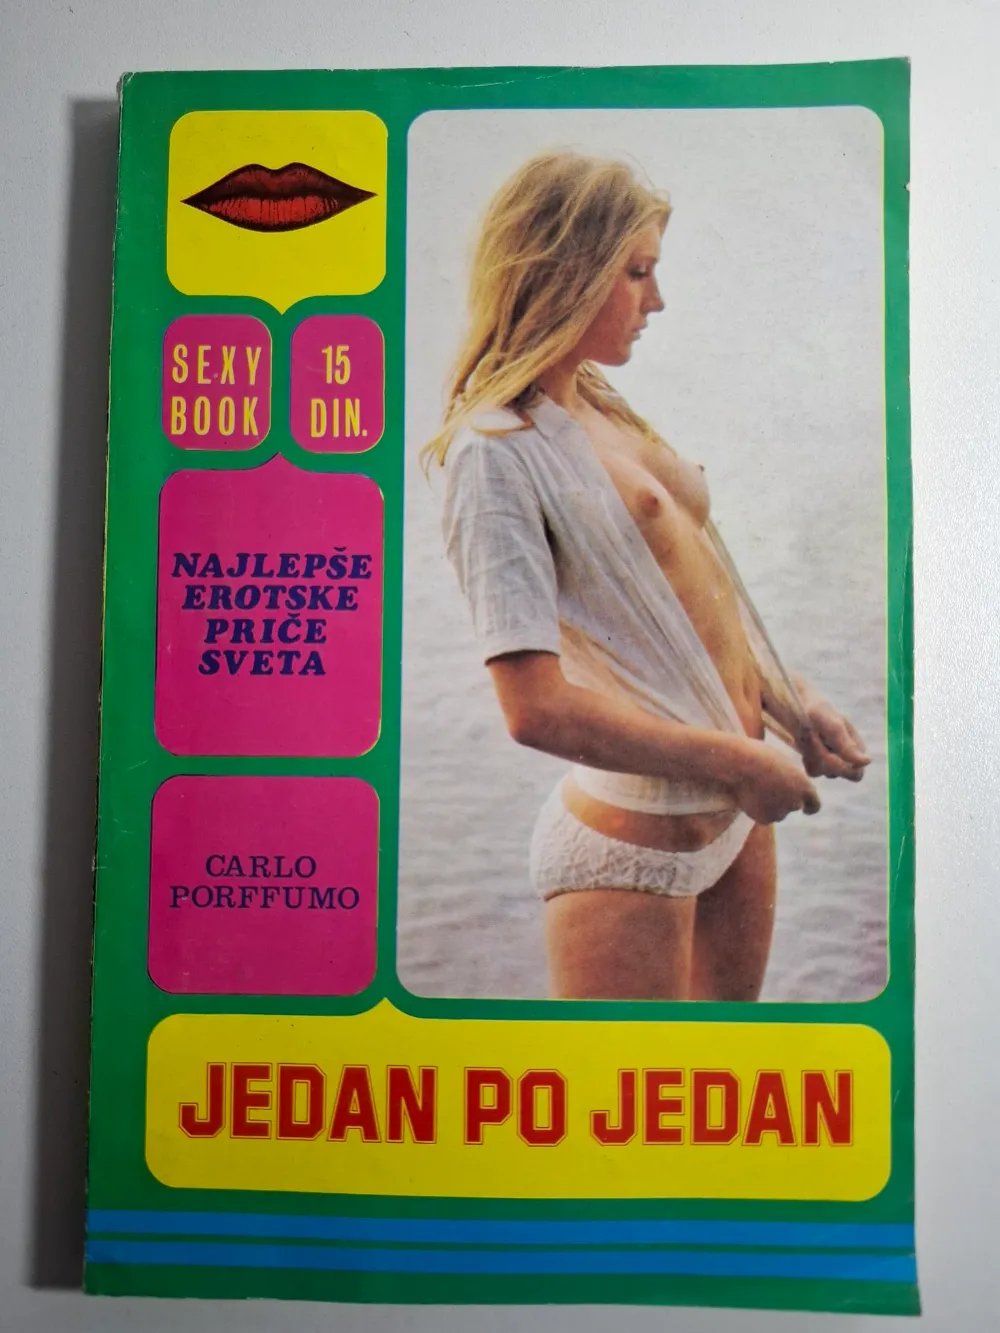 SEXY
BOOK
15
DIN.
NAJLEPŠE
EROTSKE
PRIČE
SVETA
CARLO
PORFFUMO
JEDAN PO JEDAN